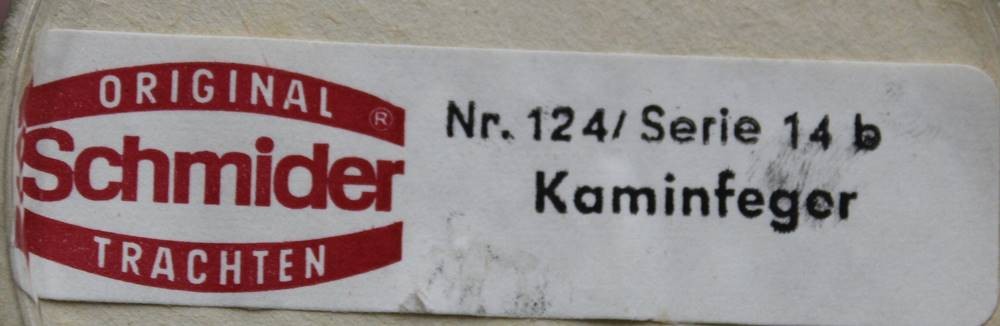 ORIGINAL
®
Schmider
TRACHTEN
Nr. 124/ Serie 14 b
Kaminfeger